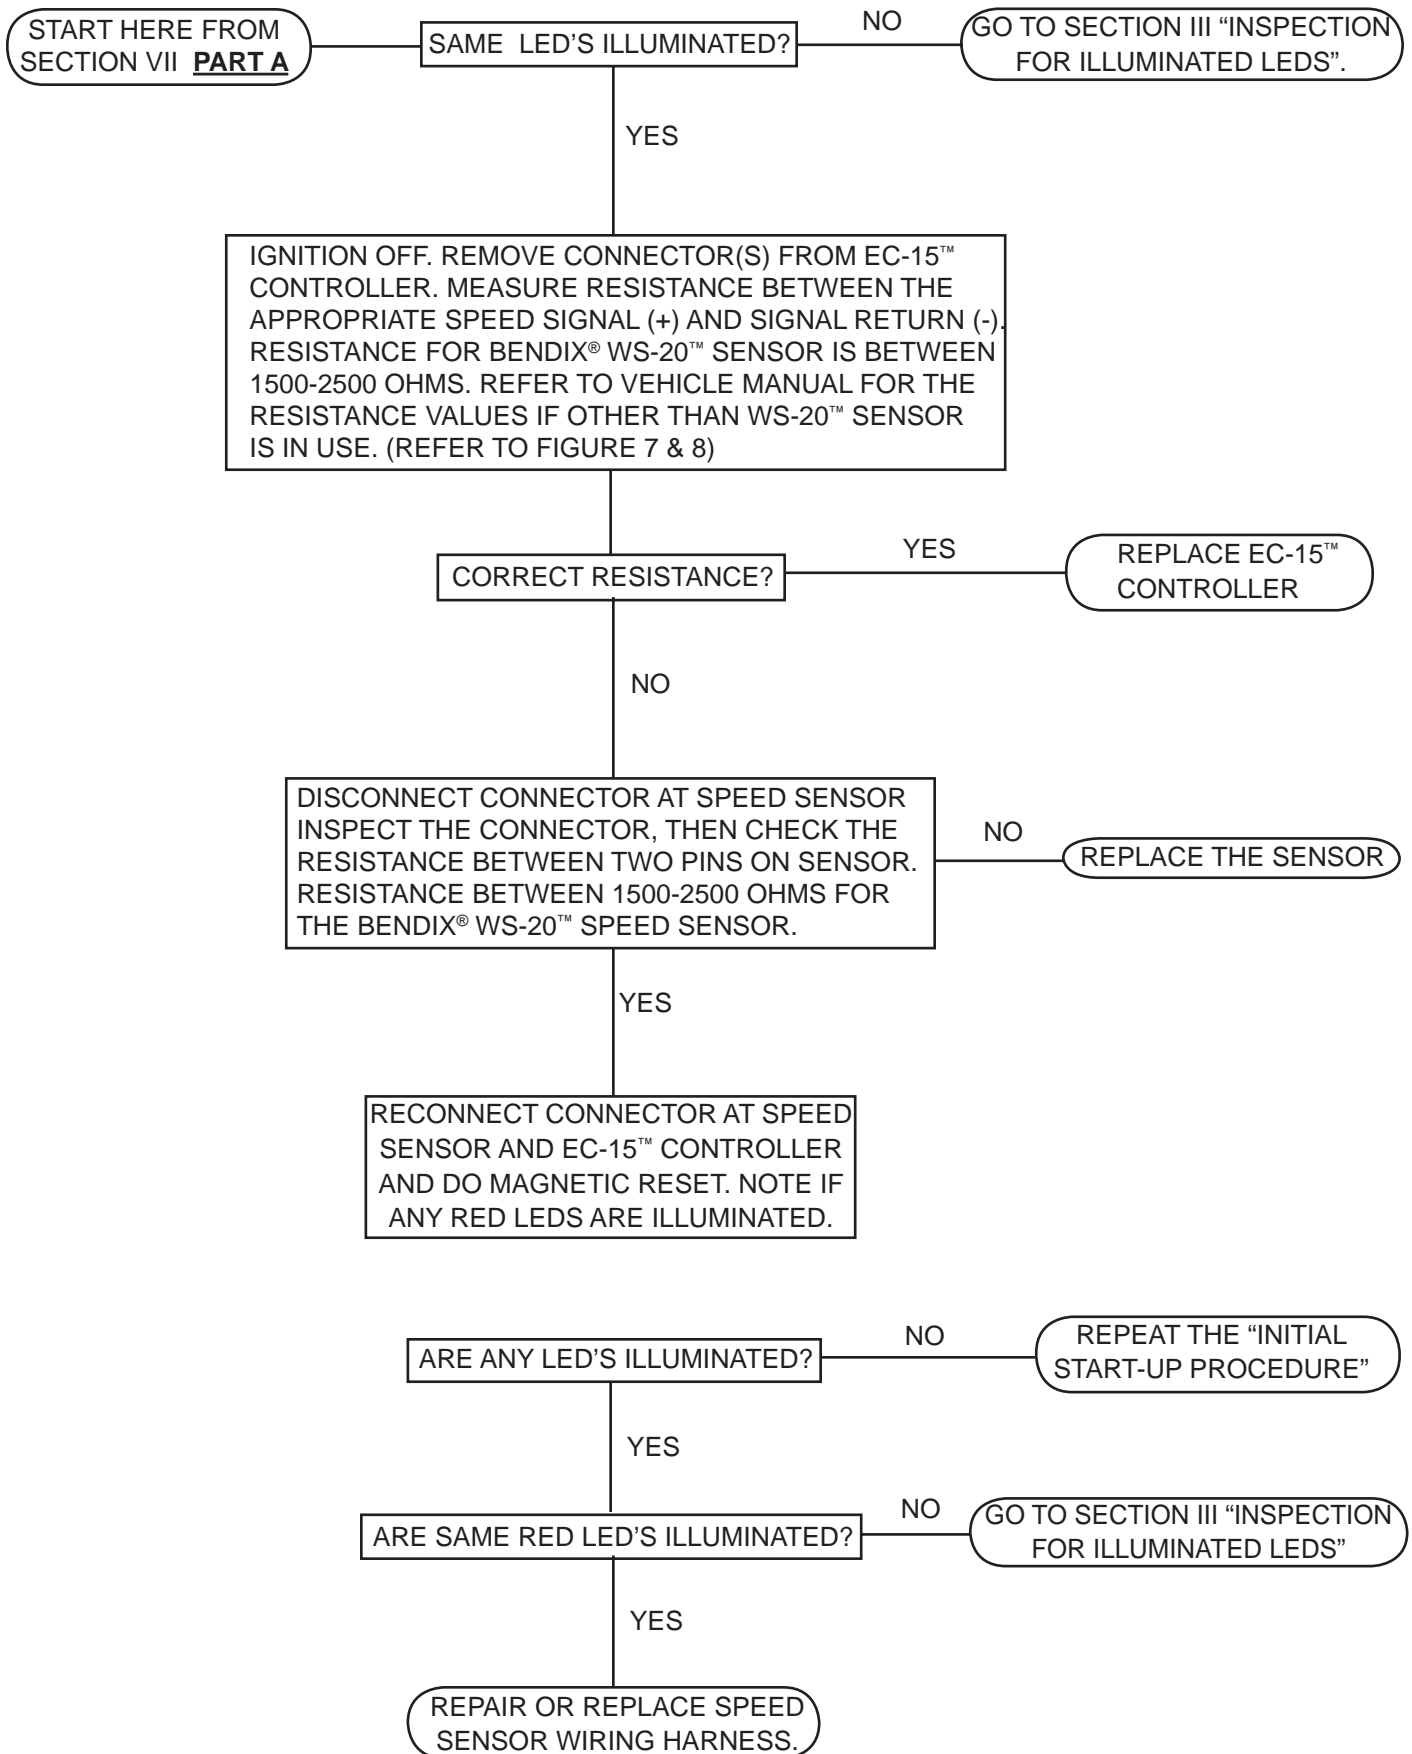 START HERE FROM
SECTION VII PART A
SAME LED'S ILLUMINATED?
NO
GO TO SECTION III “INSPECTION
FOR ILLUMINATED LEDS”.
YES
IGNITION OFF. REMOVE CONNECTOR(S) FROM EC-15™
CONTROLLER. MEASURE RESISTANCE BETWEEN THE
APPROPRIATE SPEED SIGNAL (+) AND SIGNAL RETURN (-).
RESISTANCE FOR BENDIX® WS-20™ SENSOR IS BETWEEN
1500-2500 OHMS. REFER TO VEHICLE MANUAL FOR THE
RESISTANCE VALUES IF OTHER THAN WS-20™ SENSOR
IS IN USE. (REFER TO FIGURE 7 & 8)
CORRECT RESISTANCE?
YES
REPLACE EC-15™
CONTROLLER
NO
DISCONNECT CONNECTOR AT SPEED SENSOR
INSPECT THE CONNECTOR, THEN CHECK THE
RESISTANCE BETWEEN TWO PINS ON SENSOR.
RESISTANCE BETWEEN 1500-2500 OHMS FOR
THE BENDIX® WS-20™ SPEED SENSOR.
NO
REPLACE THE SENSOR
YES
RECONNECT CONNECTOR AT SPEED
SENSOR AND EC-15™ CONTROLLER
AND DO MAGNETIC RESET. NOTE IF
ANY RED LEDS ARE ILLUMINATED.
ARE ANY LED'S ILLUMINATED?
NO
REPEAT THE “INITIAL
START-UP PROCEDURE”
YES
ARE SAME RED LED'S ILLUMINATED?
NO
GO TO SECTION III “INSPECTION
FOR ILLUMINATED LEDS”
YES
REPAIR OR REPLACE SPEED
SENSOR WIRING HARNESS.